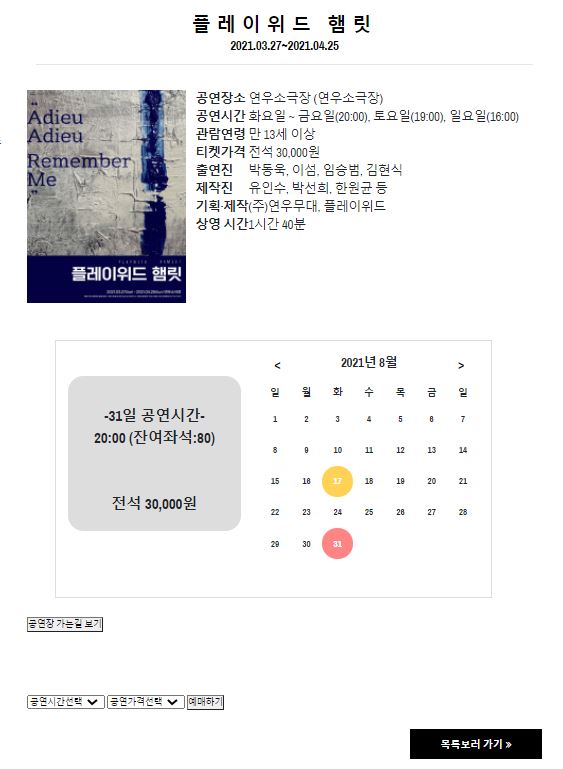 플레이위드 햄릿
2021.03.27~2021.04.25
Adieu
Adieu
Remember
Me
플레이위드 햄릿
공연장소 연우소극장 (연우소극장)
공연시간 화요일 ~ 금요일(20:00), 토요일(19:00), 일요일(16:00)
관람연령 만 13세 이상
티켓가격 전석 30,000원
출연진 박동욱, 이섬, 임승범, 김현식
제작진 유인수, 박선희, 한원균 등
기획·제작(주)연우무대, 플레이위드
상영 시간1시간 40분
-31일 공연시간-
20:00 (잔여좌석:80)
전석 30,000원
< 2021년 8월 >
일 월 화 수 목 금 일
1 2 3 4 5 6 7
8 9 10 11 12 13 14
15 16 17 18 19 20 21
22 23 24 25 26 27 28
29 30 31
공연장 가는길 보기
공연시간선택 공연가격선택 예매하기
목록보러 가기 »